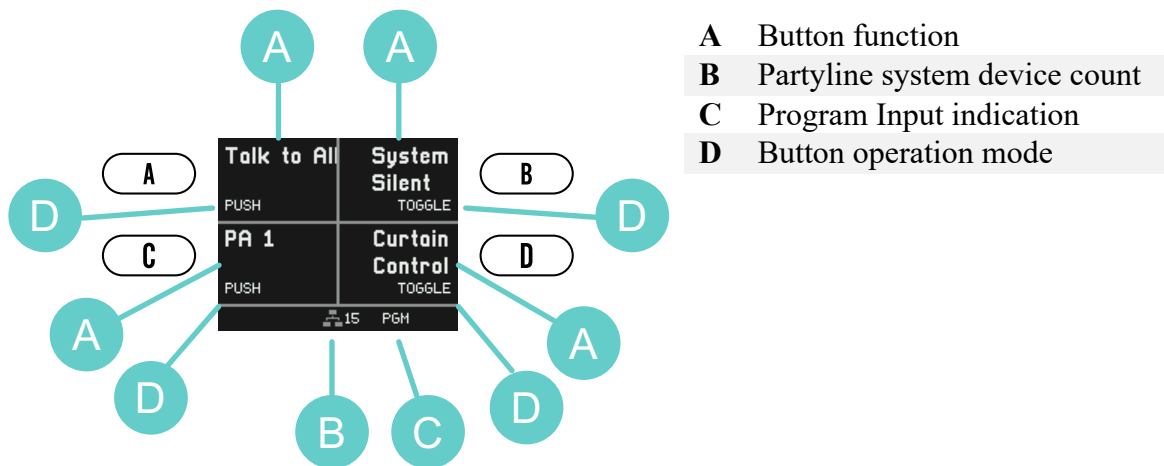 A A
A Button function
B Partyline system device count
C Program Input indication
D Button operation mode
Talk to All System
Silent
A B
PUSH TOGGLE
D D
PA 1 Curtain
Control
C D
PUSH TOGGLE
A A
15 PGM
D D
B C